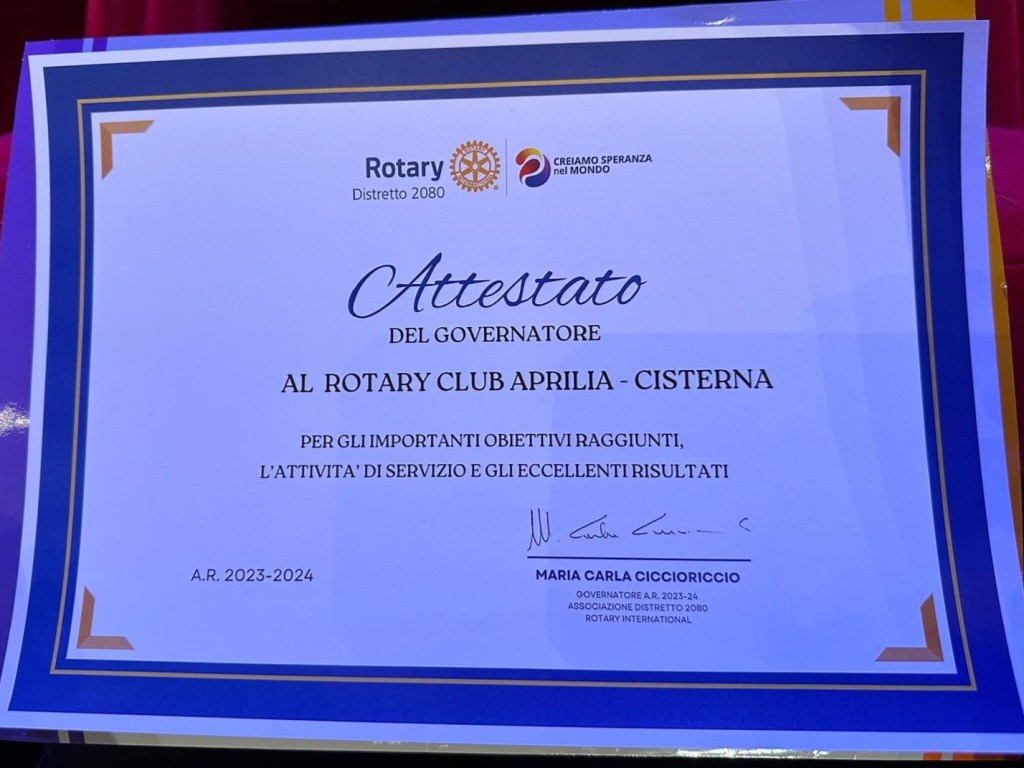 Rotary
Distretto 2080
CREIAMO SPERANZA
nel MONDO
Attestato
DEL GOVERNATORE
AL ROTARY CLUB APRILIA - CISTERNA
PER GLI IMPORTANTI OBIETTIVI RAGGIUNTI,
L'ATTIVITA' DI SERVIZIO E GLI ECCELLENTI RISULTATI
A.R. 2023-2024
MARIA CARLA CICCIORICCIO
GOVERNATORE A.R. 2023-24
ASSOCIAZIONE DISTRETTO 2080
ROTARY INTERNATIONAL